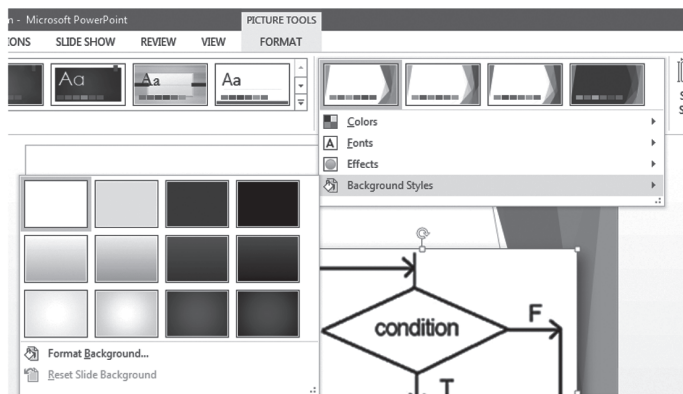 n - Microsoft PowerPoint
PICTURE TOOLS
IONS SLIDE SHOW REVIEW VIEW FORMAT
Aa Aa Aa
Colors
Fonts
Effects
Background Styles
Format Background...
Reset Slide Background
condition
F
T
S
S